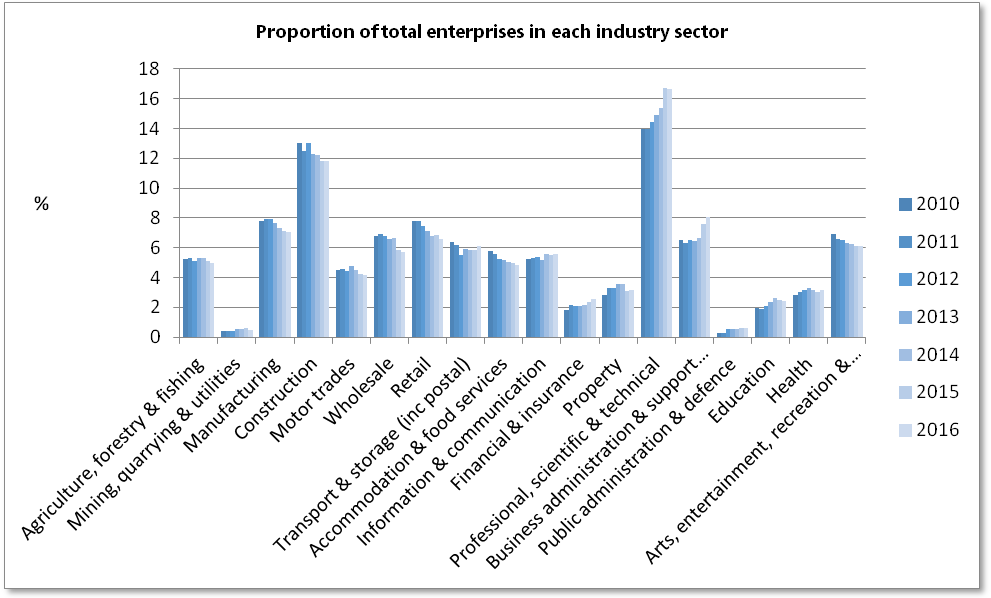 Proportion of total enterprises in each industry sector
18
16
14
12
10
8
6
4
2
0
%
Agriculture, forestry & fishing
Mining, quarrying & utilities
Manufacturing
Construction
Motor trades
Wholesale
Retail
Transport & storage (inc postal)
Accommodation & food services
Information & communication
Financial & insurance
Property
Professional, scientific & technical
Business administration & support...
Public administration & defence
Education
Health
Arts, entertainment, recreation &...
2010
2011
2012
2013
2014
2015
2016